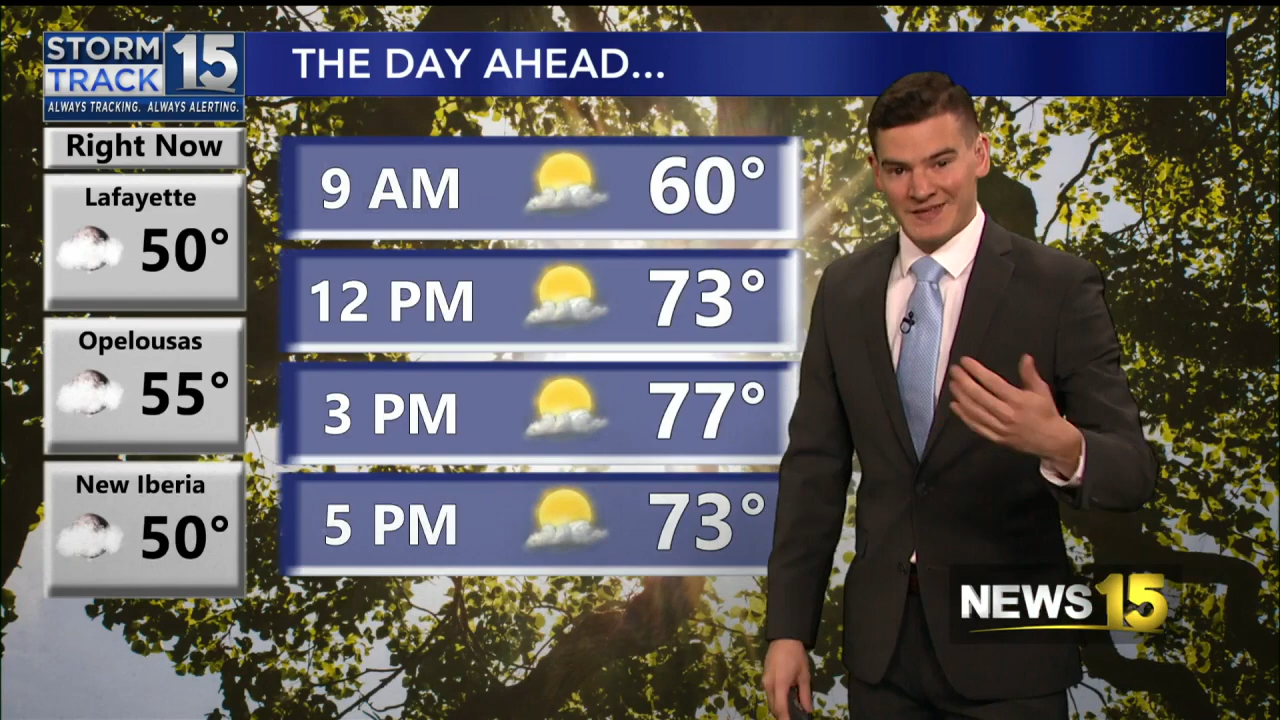 STORM
TRACK
15
ALWAYS TRACKING. ALWAYS ALERTING.
THE DAY AHEAD...
Right Now
Lafayette
50°
Opelousas
55°
New Iberia
50°
9 AM 60°
12 PM 73°
3 PM 77°
5 PM 73°
NEWS 15